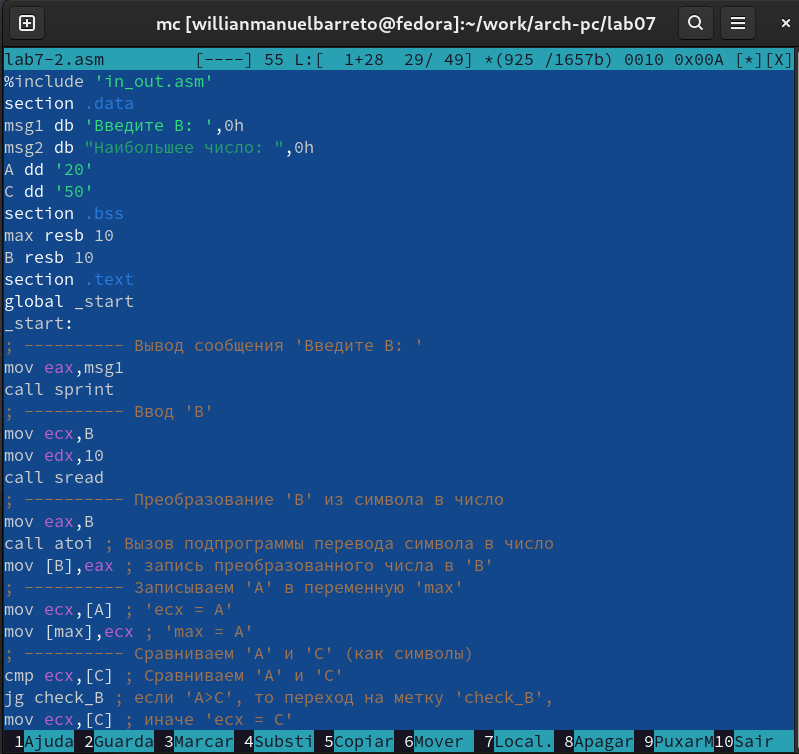 mc [willianmanuelbarreto@fedora]:~/work/arch-pc/lab07
lab7-2.asm [----] 55 L:[ 1+28 29/ 49] *(925 /1657b) 0010 0x00A [*][X]
%include 'in_out.asm'
section .data
msg1 db 'Введите B: ',0h
msg2 db "Наибольшее число: ",0h
A dd '20'
C dd '50'
section .bss
max resb 10
B resb 10
section .text
global _start
_start:
; ---------- Вывод сообщения 'Введите B: '
mov eax,msg1
call sprint
; ---------- Ввод 'B'
mov ecx,B
mov edx,10
call sread
; ---------- Преобразование 'B' из символа в число
mov eax,B
call atoi ; Вызов подпрограммы перевода символа в число
mov [B],eax ; запись преобразованного числа в 'B'
; ---------- Записываем 'A' в переменную 'max'
mov ecx,[A] ; 'ecx = A'
mov [max],ecx ; 'max = A'
; ---------- Сравниваем 'A' и 'С' (как символы)
cmp ecx,[C] ; Сравниваем 'A' и 'С'
jg check_B ; если 'A>C', то переход на метку 'check_B',
mov ecx,[C] ; иначе 'ecx = C'
1Ajuda 2Guarda 3Marcar 4Substi 5Copiar 6Mover 7Local. 8Apagar 9PuxarM 10Sair